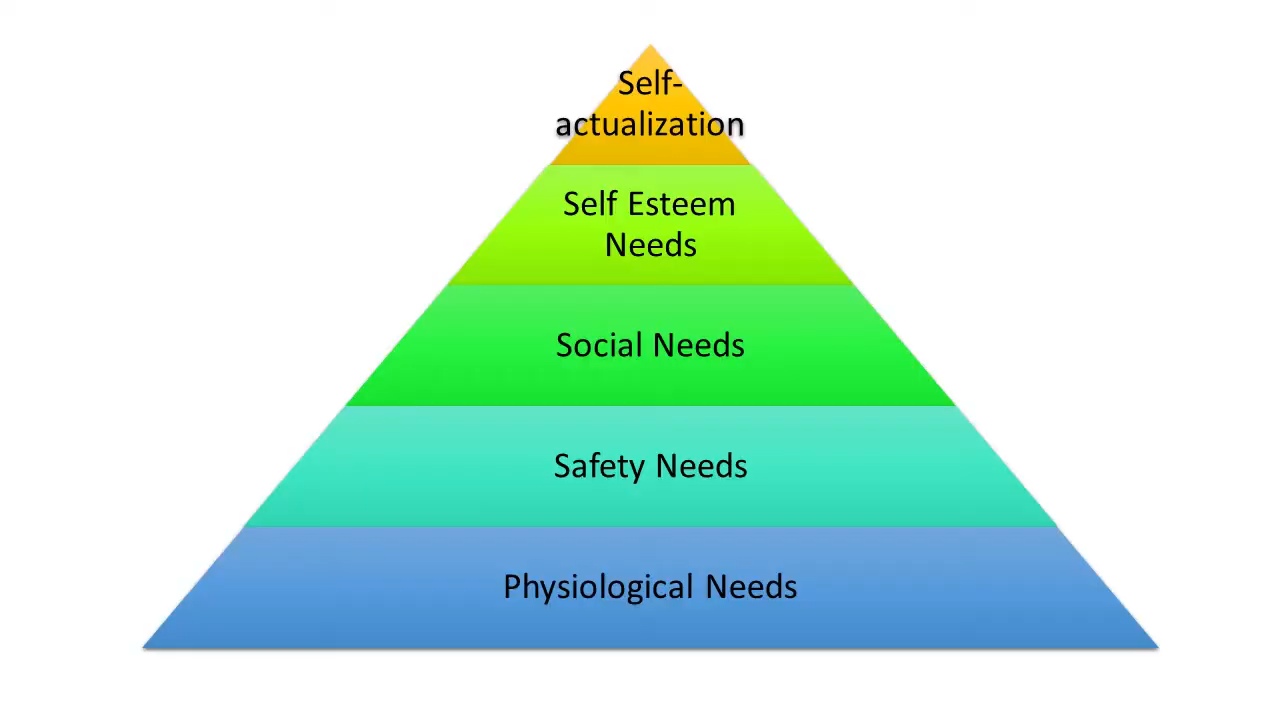 Self-
actualization
Self Esteem
Needs
Social Needs
Safety Needs
Physiological Needs